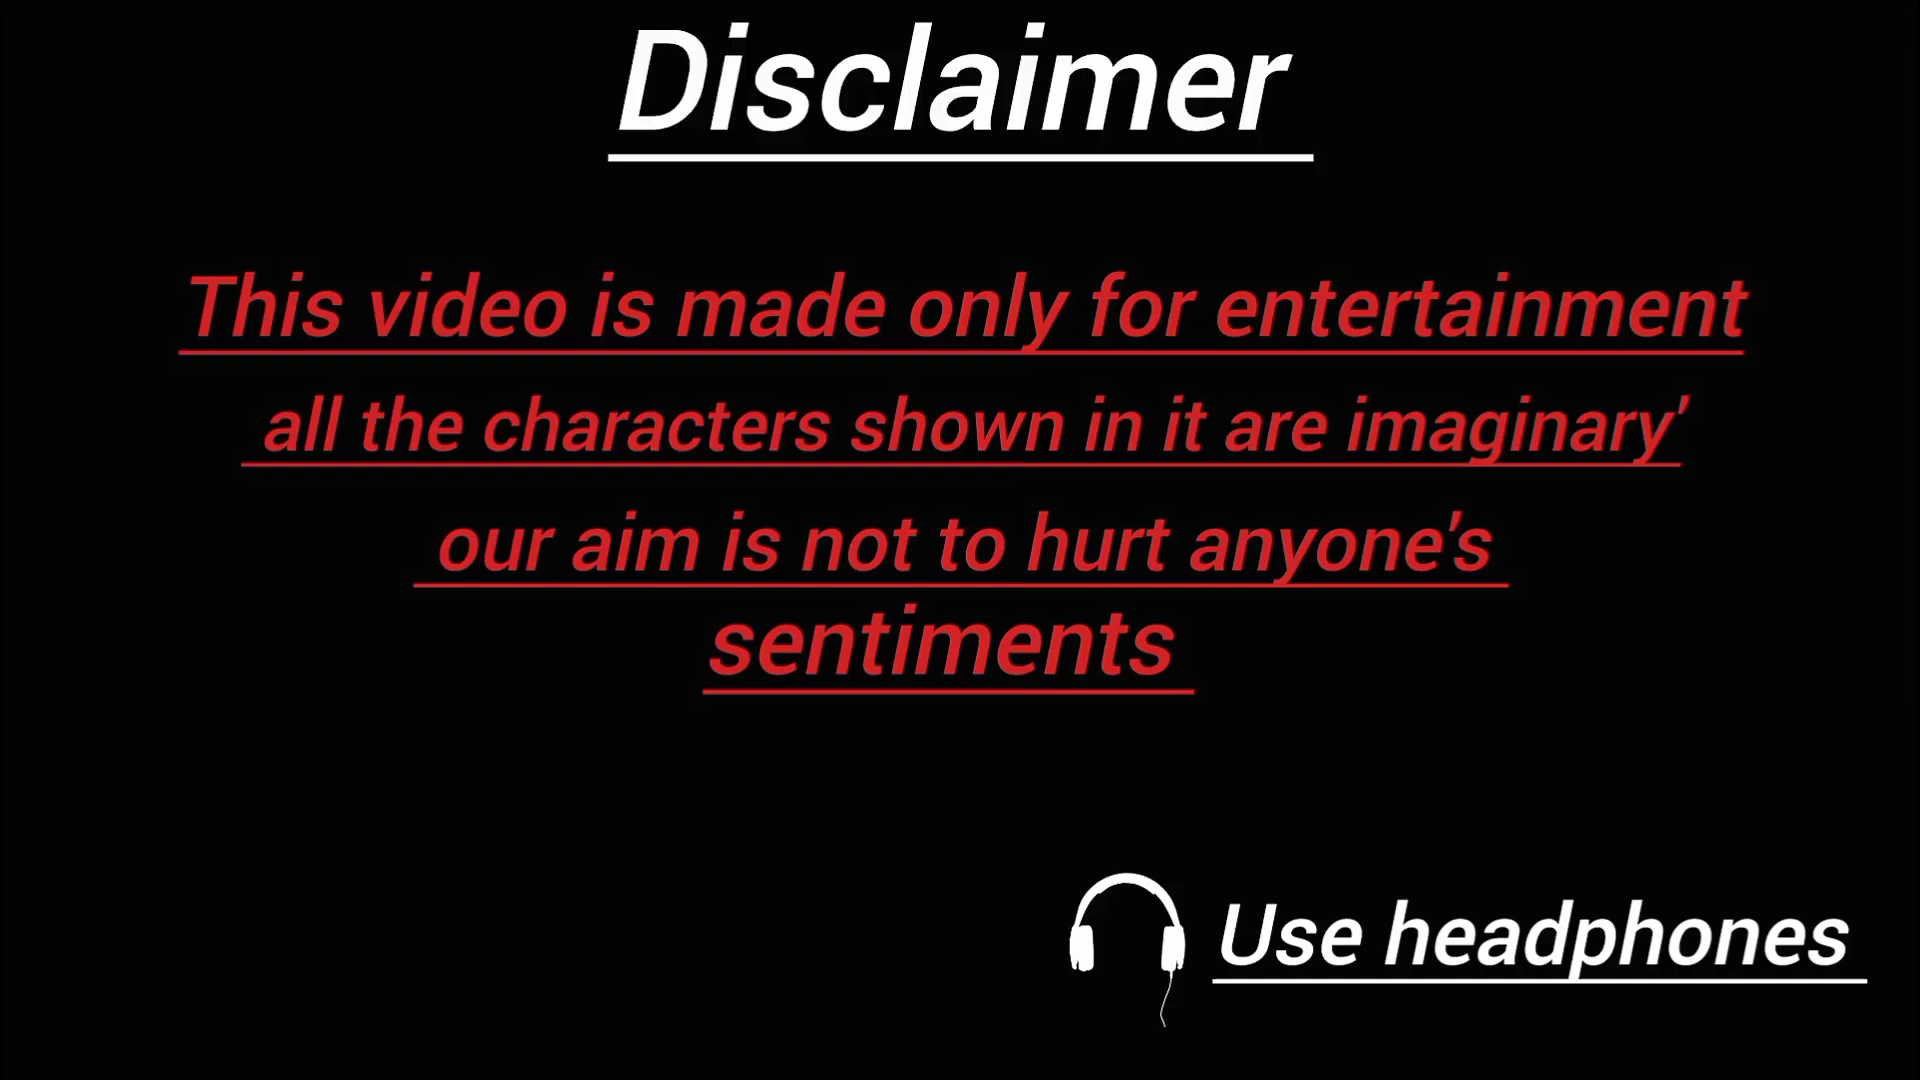 Disclaimer
This video is made only for entertainment
all the characters shown in it are imaginary'
our aim is not to hurt anyone's
sentiments
Use headphones